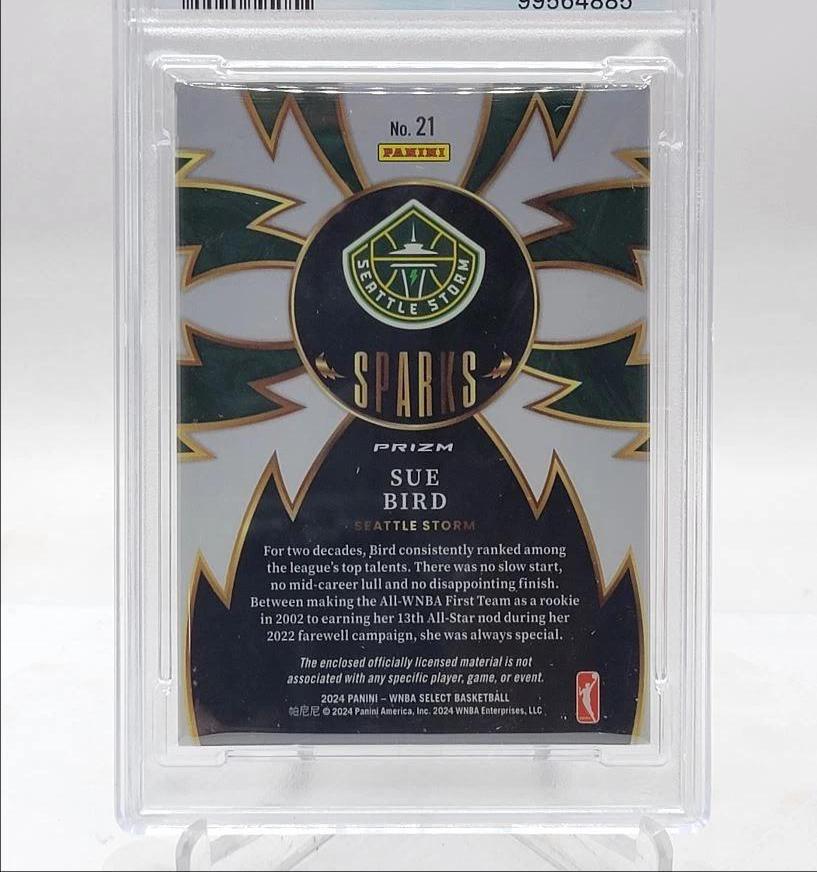 99564885
No. 21
PANINI
SEATTLE STORM
SPARKS
PRIZM
SUE
BIRD
SEATTLE STORM
For two decades, Bird consistently ranked among
the league's top talents. There was no slow start,
no mid-career lull and no disappointing finish.
Between making the All-WNBA First Team as a rookie
in 2002 to earning her 13th All-Star nod during her
2022 farewell campaign, she was always special.
The enclosed officially licensed material is not
associated with any specific player, game, or event.
2024 PANINI – WNBA SELECT BASKETBALL
帕尼尼 © 2024 Panini America, Inc. 2024 WNBA Enterprises, LLC